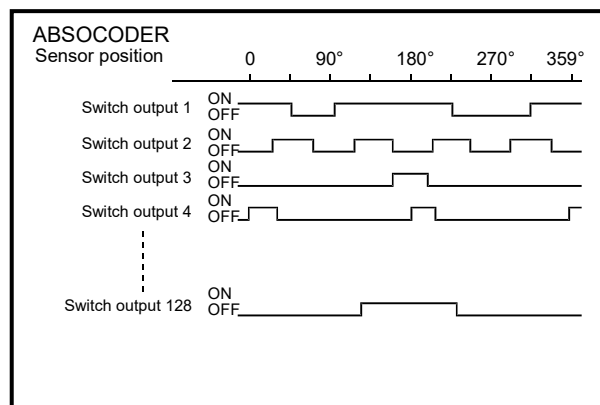 ABSOCODER
Sensor position
0 90° 180° 270° 359°
Switch output 1 ON
OFF
Switch output 2 ON
OFF
Switch output 3 ON
OFF
Switch output 4 ON
OFF
Switch output 128 ON
OFF